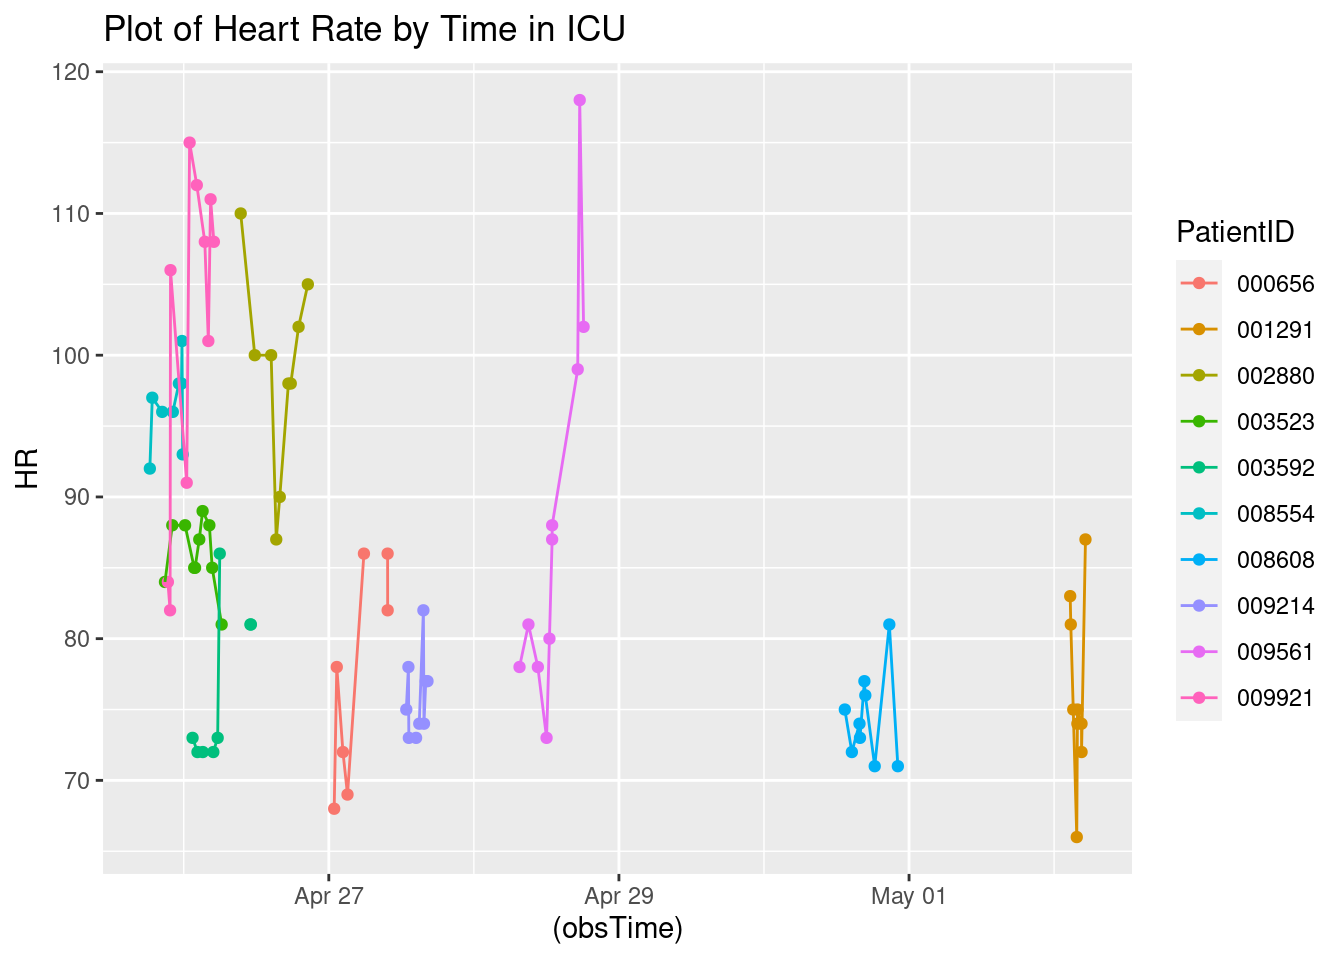 Plot of Heart Rate by Time in ICU
120
110
100
90
80
70
HR
Apr 27
Apr 29
May 01
(obsTime)
PatientID
000656
001291
002880
003523
003592
008554
008608
009214
009561
009921